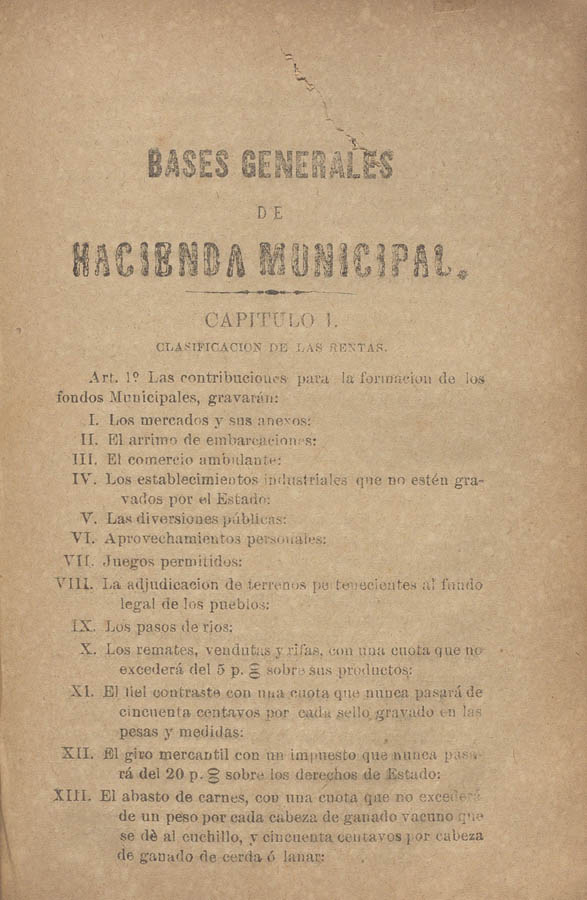 BASES GENERALES
DE
HACIENDA MUNICIPAL.
CAPITULO I.
CLASIFICACION DE LAS RENTAS.
Art. 1º Las contribuciones para la formacion de los
fondos Municipales, gravarán:
I. Los mercados y sus anexos:
II. El arrimo de embarcaciones:
III. El comercio ambulante:
IV. Los establecimientos industriales que no estén gra-
vados por el Estado:
V. Las diversiones públicas:
VI. Aprovechamientos personales:
VII. Juegos permitidos:
VIII. La adjudicacion de terrenos pertenecientes al fundo
legal de los pueblos:
IX. Los pasos de rios:
X. Los remates, vendutas y rifas, con una cuota que no
excederá del 5 p. % sobre sus productos:
XI. El fiel contraste con una cuota que nunca pasará de
cincuenta centavos por cada sello gravado en las
pesas y medidas:
XII. El giro mercantil con un impuesto que nunca pasa-
rá del 20 p. % sobre los derechos de Estado:
XIII. El abasto de carnes, con una cuota que no excederá
de un peso por cada cabeza de ganado vacuno que
se dè al cuchillo, y cincuenta centavos por cabeza
de ganado de cerda ó lanar: